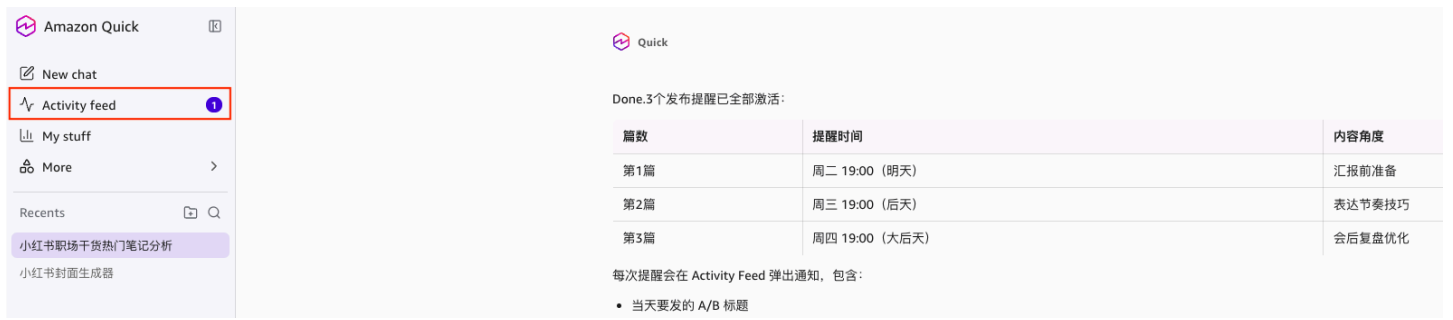 Amazon Quick
New chat
Activity feed 1
My stuff
More
Recents
小红书职场干货热门笔记分析
小红书封面生成器
Quick
Done.3个发布提醒已全部激活：
篇数 提醒时间 内容角度
第1篇 周二 19:00（明天） 汇报前准备
第2篇 周三 19:00（后天） 表达节奏技巧
第3篇 周四 19:00（大后天） 会后复盘优化
每次提醒会在 Activity Feed 弹出通知，包含：
• 当天要发的 A/B 标题